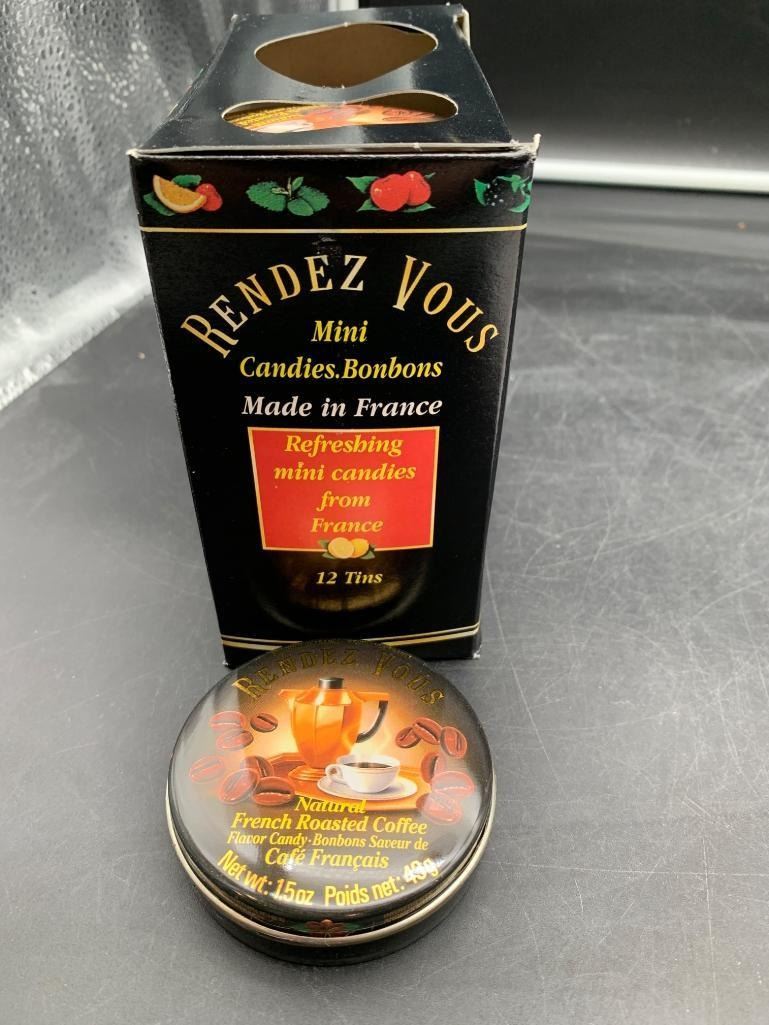 RENDEZ VOUS
Mini
Candies.Bonbons
Made in France
Refreshing
mini candies
from
France
12 Tins
RENDEZ VOUS
Natural
French Roasted Coffee
Flavor Candy-Bonbons Saveur de
Café Français
Net wt: 1.5oz Poids net: 43g